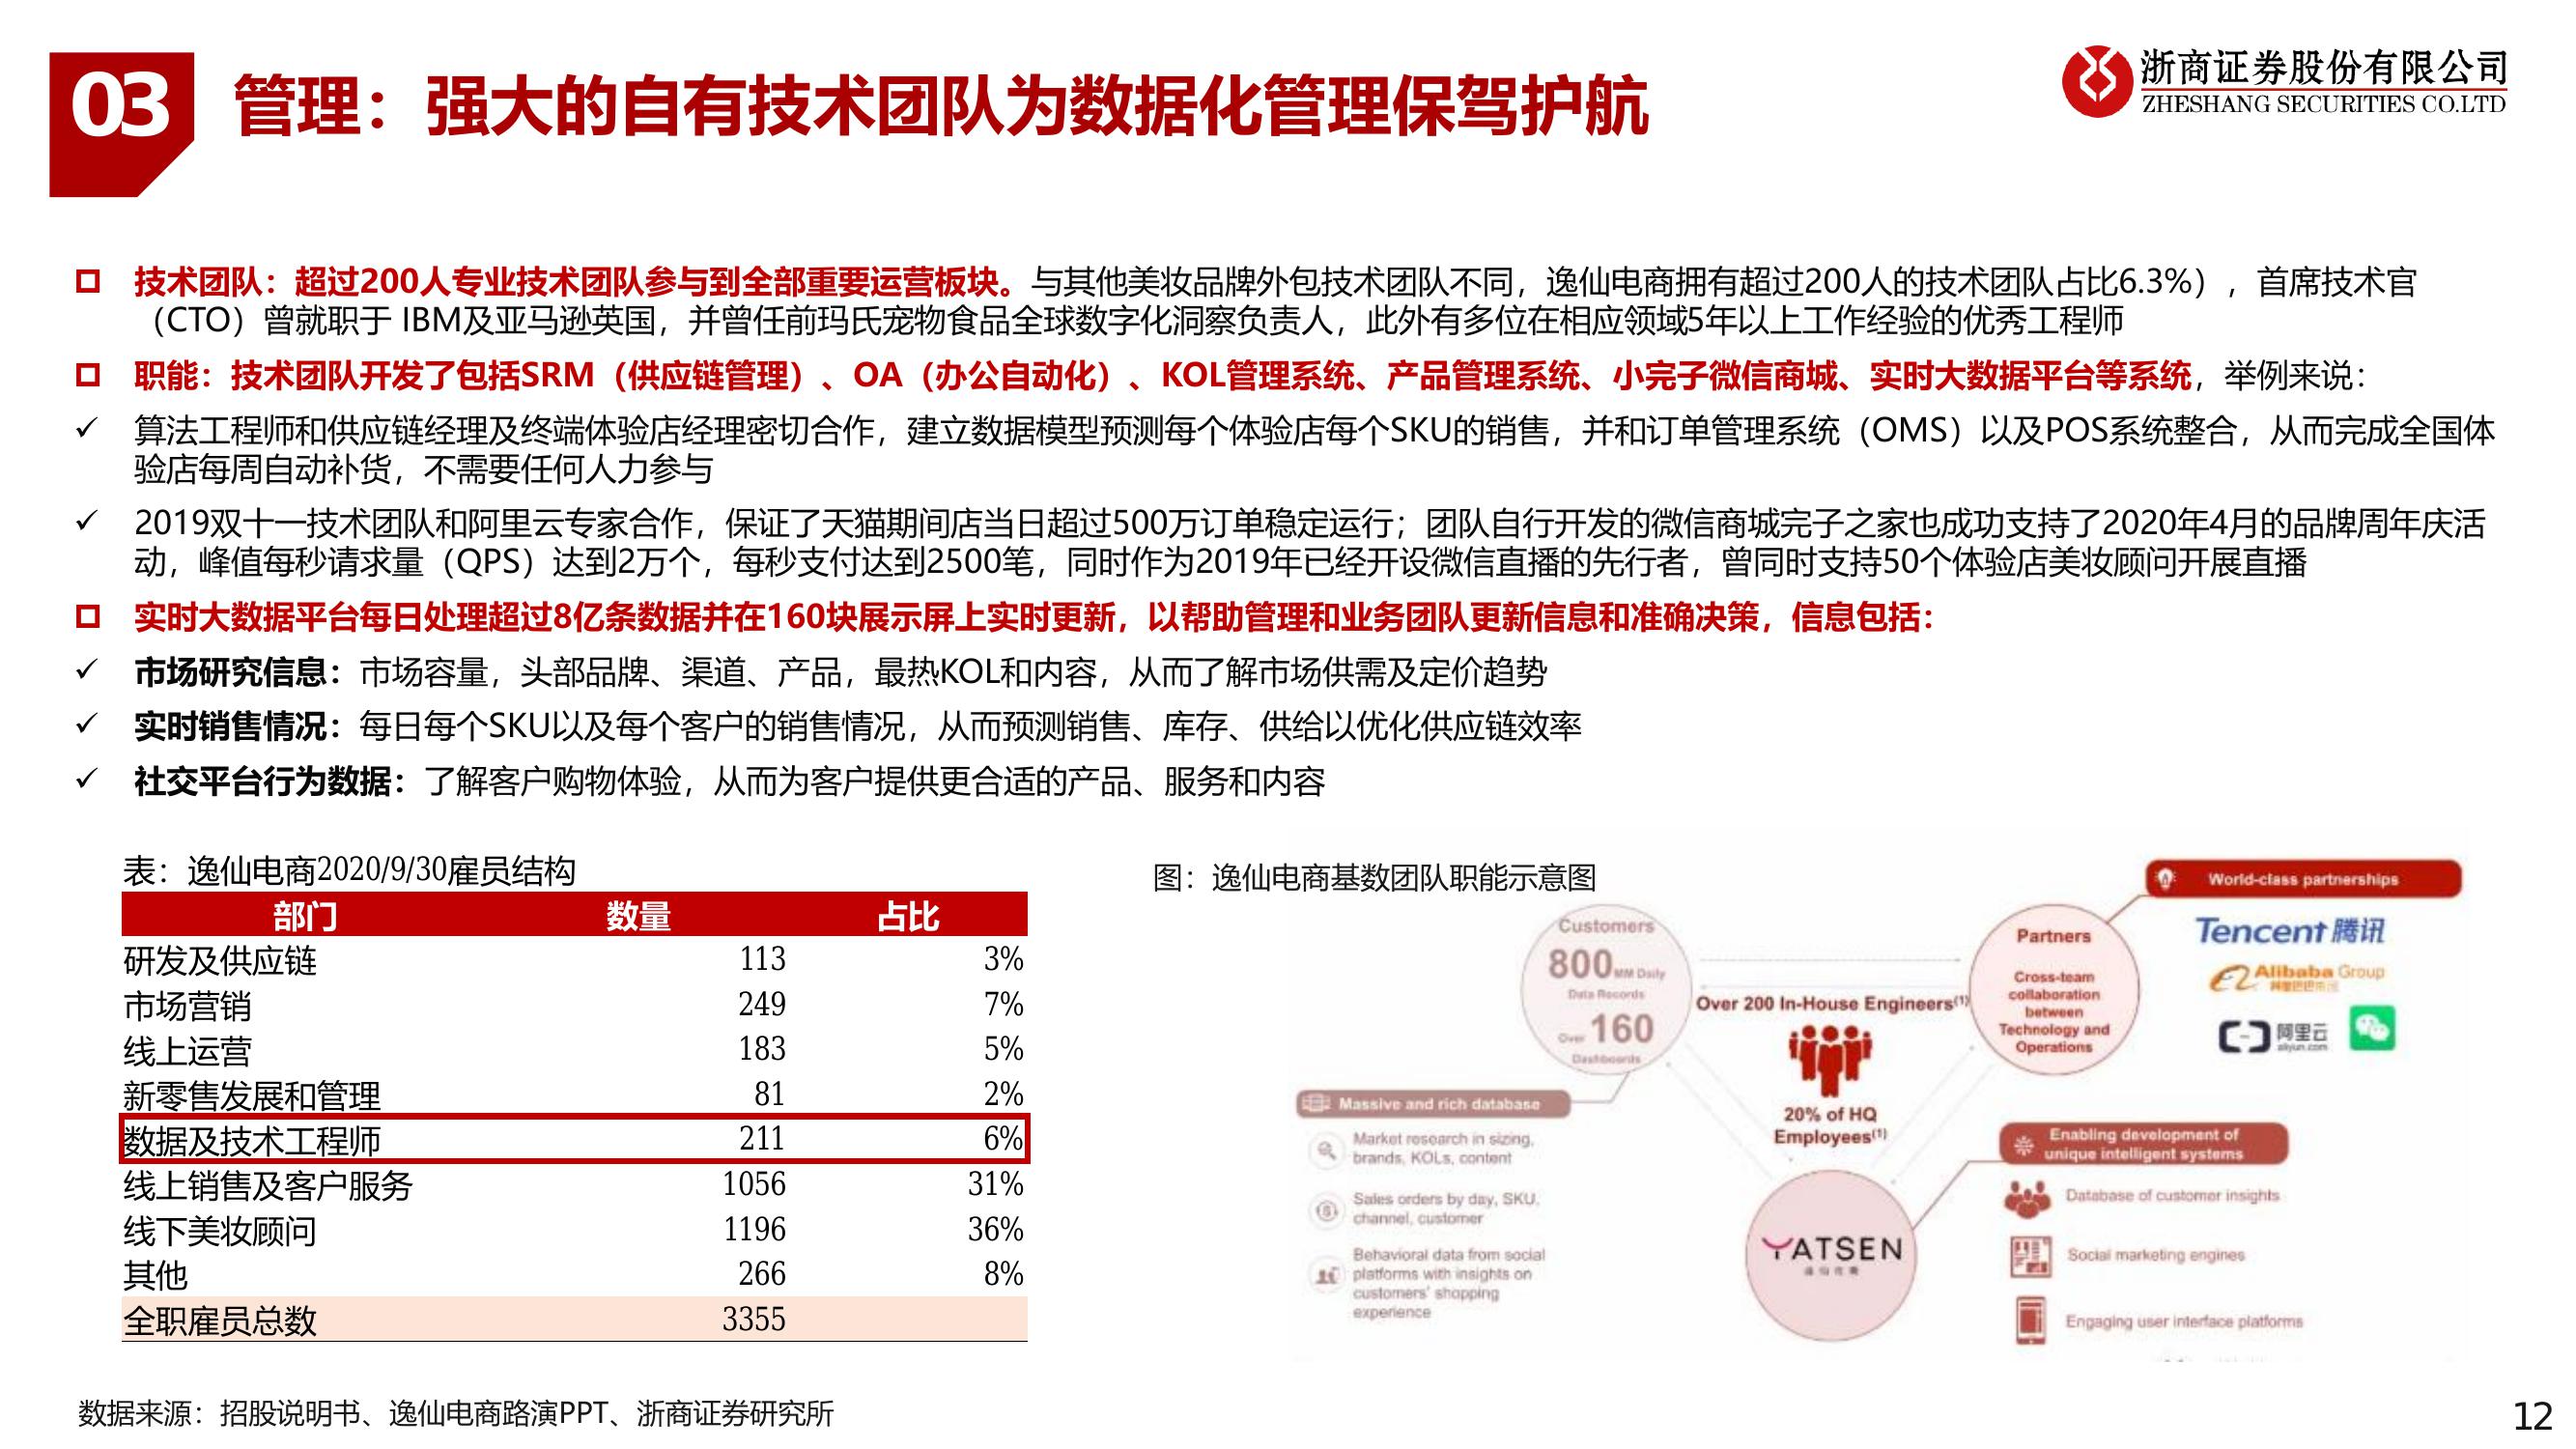 03
管理：强大的自有技术团队为数据化管理保驾护航
浙商证券股份有限公司
ZHESHANG SECURITIES CO.LTD
技术团队：超过200人专业技术团队参与到全部重要运营板块。与其他美妆品牌外包技术团队不同，逸仙电商拥有超过200人的技术团队占比6.3%），首席技术官
（CTO）曾就职于 IBM及亚马逊英国，并曾任前玛氏宠物食品全球数字化洞察负责人，此外有多位在相应领域5年以上工作经验的优秀工程师
职能：技术团队开发了包括SRM（供应链管理）、OA（办公自动化）、KOL管理系统、产品管理系统、小完子微信商城、实时大数据平台等系统，举例来说：
算法工程师和供应链经理及终端体验店经理密切合作，建立数据模型预测每个体验店每个SKU的销售，并和订单管理系统（OMS）以及POS系统整合，从而完成全国体
验店每周自动补货，不需要任何人力参与
2019双十一技术团队和阿里云专家合作，保证了天猫期间店当日超过500万订单稳定运行；团队自行开发的微信商城完子之家也成功支持了2020年4月的品牌周年庆活
动，峰值每秒请求量（QPS）达到2万个，每秒支付达到2500笔，同时作为2019年已经开设微信直播的先行者，曾同时支持50个体验店美妆顾问开展直播
实时大数据平台每日处理超过8亿条数据并在160块展示屏上实时更新，以帮助管理和业务团队更新信息和准确决策，信息包括：
市场研究信息：市场容量，头部品牌、渠道、产品，最热KOL和内容，从而了解市场供需及定价趋势
实时销售情况：每日每个SKU以及每个客户的销售情况，从而预测销售、库存、供给以优化供应链效率
社交平台行为数据：了解客户购物体验，从而为客户提供更合适的产品、服务和内容
表：逸仙电商2020/9/30雇员结构
部门 数量 占比
研发及供应链 113 3%
市场营销 249 7%
线上运营 183 5%
新零售发展和管理 81 2%
数据及技术工程师 211 6%
线上销售及客户服务 1056 31%
线下美妆顾问 1196 36%
其他 266 8%
全职雇员总数 3355
图：逸仙电商基数团队职能示意图
Customers
800 MM Daily
Data Records
Over 160
Dashboards
Massive and rich database
Market research in sizing,
brands, KOLs, content
Sales orders by day, SKU,
channel, customer
Behavioral data from social
platforms with insights on
customers' shopping
experience
Over 200 In-House Engineers(1)
20% of HQ
Employees(1)
YATSEN
Partners
Cross-team
collaboration
between
Technology and
Operations
World-class partnerships
Tencent 腾讯
Alibaba Group
阿里云
aliyun.com
Enabling development of
unique intelligent systems
Database of customer insights
Social marketing engines
Engaging user interface platforms
数据来源：招股说明书、逸仙电商路演PPT、浙商证券研究所
12